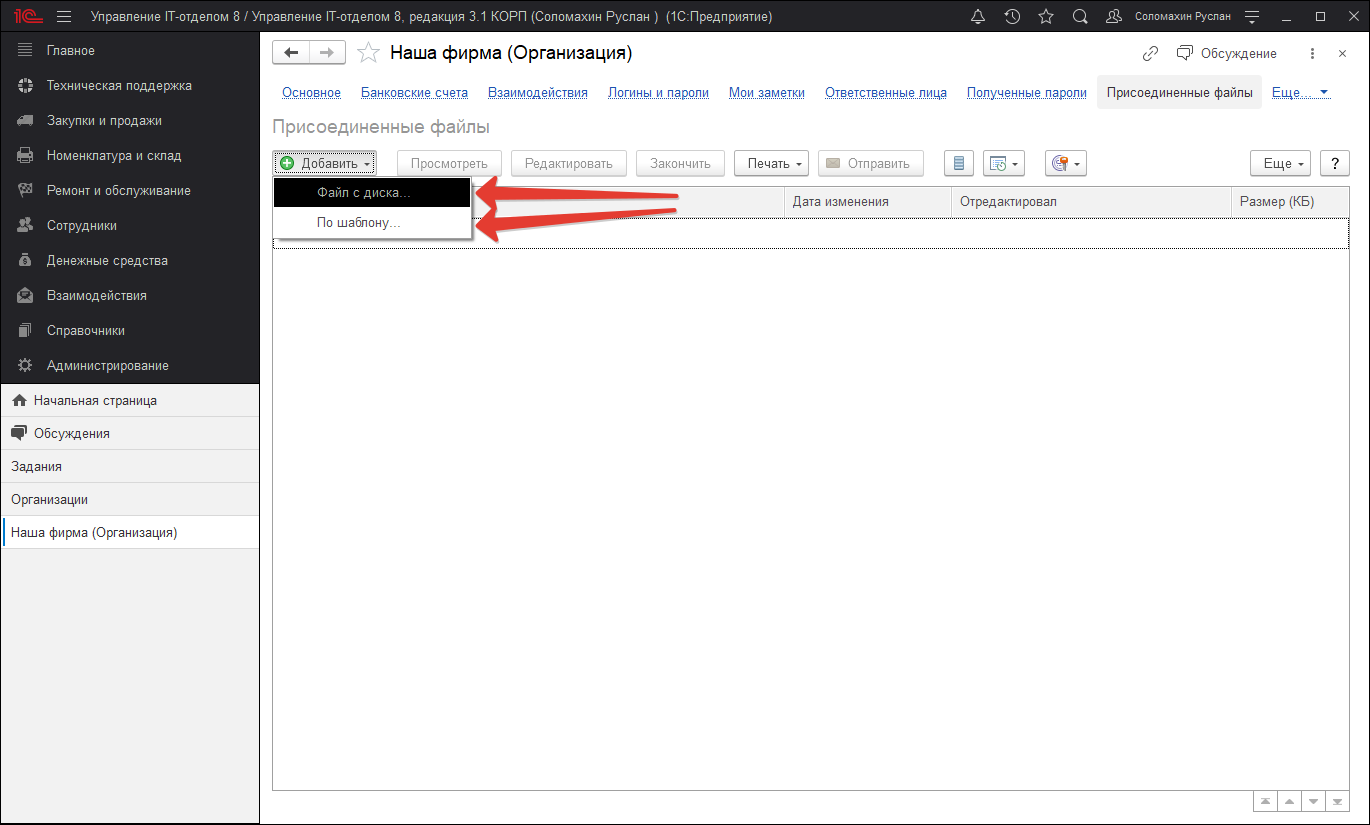 1С Управление IT-отделом 8 / Управление IT-отделом 8, редакция 3.1 КОРП (Соломахин Руслан ) (1С:Предприятие) Соломахин Руслан
Главное
Техническая поддержка
Закупки и продажи
Номенклатура и склад
Ремонт и обслуживание
Сотрудники
Денежные средства
Взаимодействия
Справочники
Администрирование
Начальная страница
Обсуждения
Задания
Организации
Наша фирма (Организация)
Наша фирма (Организация) Обсуждение
Основное Банковские счета Взаимодействия Логины и пароли Мои заметки Ответственные лица Полученные пароли Присоединенные файлы Еще...
Присоединенные файлы
Добавить Просмотреть Редактировать Закончить Печать Отправить Еще ?
Файл с диска...
По шаблону...
Дата изменения Отредактировал Размер (КБ)